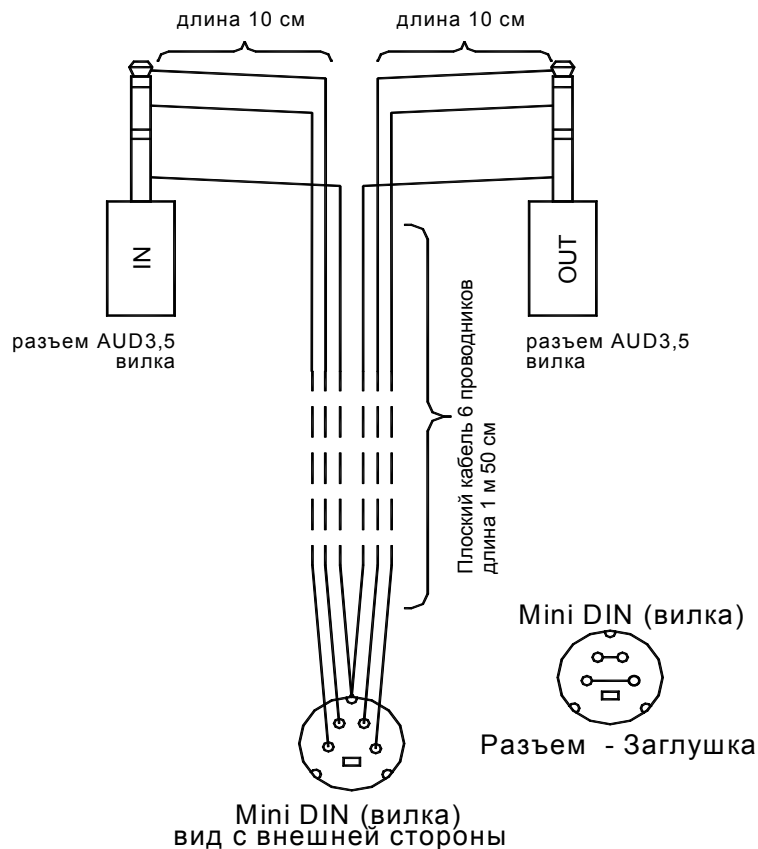 длина 10 см
длина 10 см
IN
OUT
разъем AUD3,5
вилка
разъем AUD3,5
вилка
Плоский кабель 6 проводников
длина 1 м 50 см
Mini DIN (вилка)
Разъем - Заглушка
Mini DIN (вилка)
вид с внешней стороны